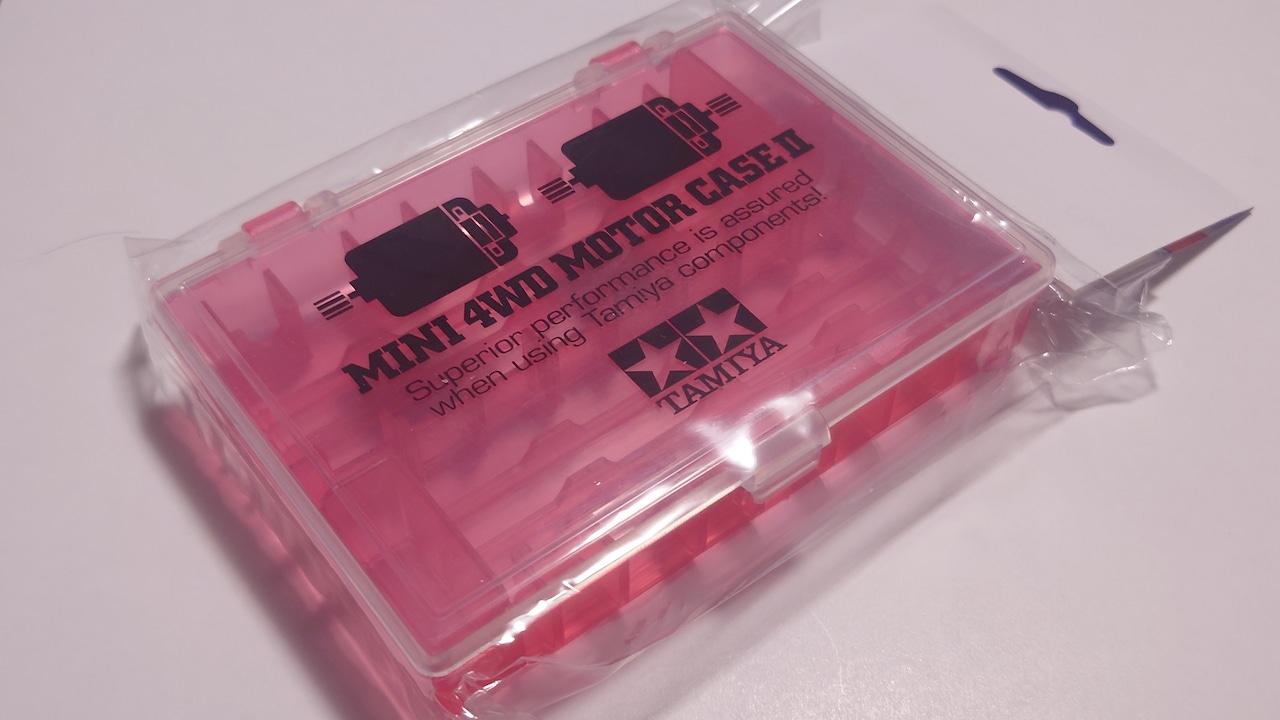 MINI 4WD MOTOR CASE II
Superior performance is assured
when using Tamiya components!
TAMIYA